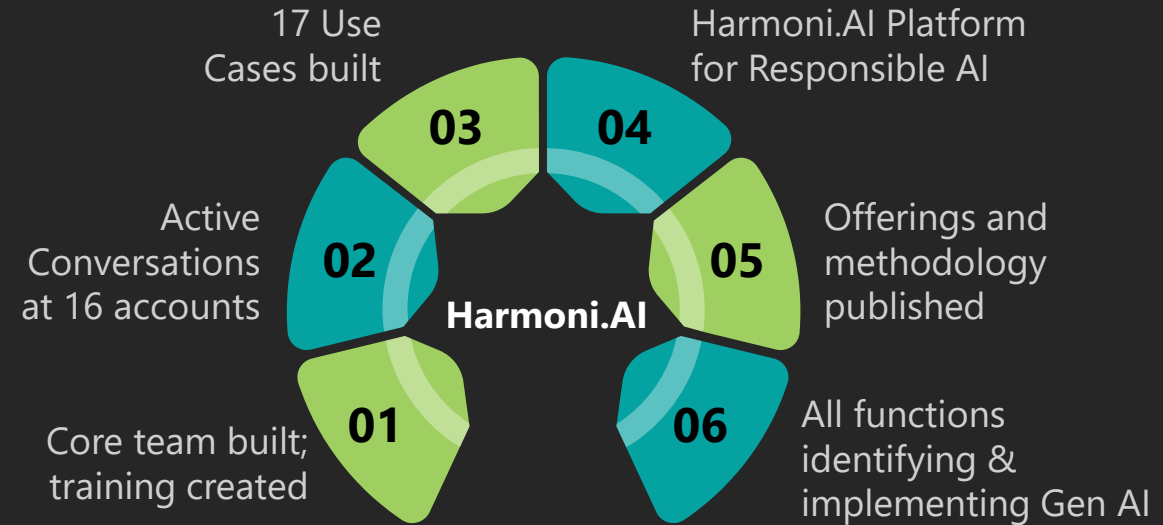 17 Use
Cases built
Harmoni.AI Platform
for Responsible AI
03
04
Active
Conversations
at 16 accounts
02
05
Offerings and
methodology
published
Harmoni.AI
Core team built;
training created
01
06
All functions
identifying &
implementing Gen AI